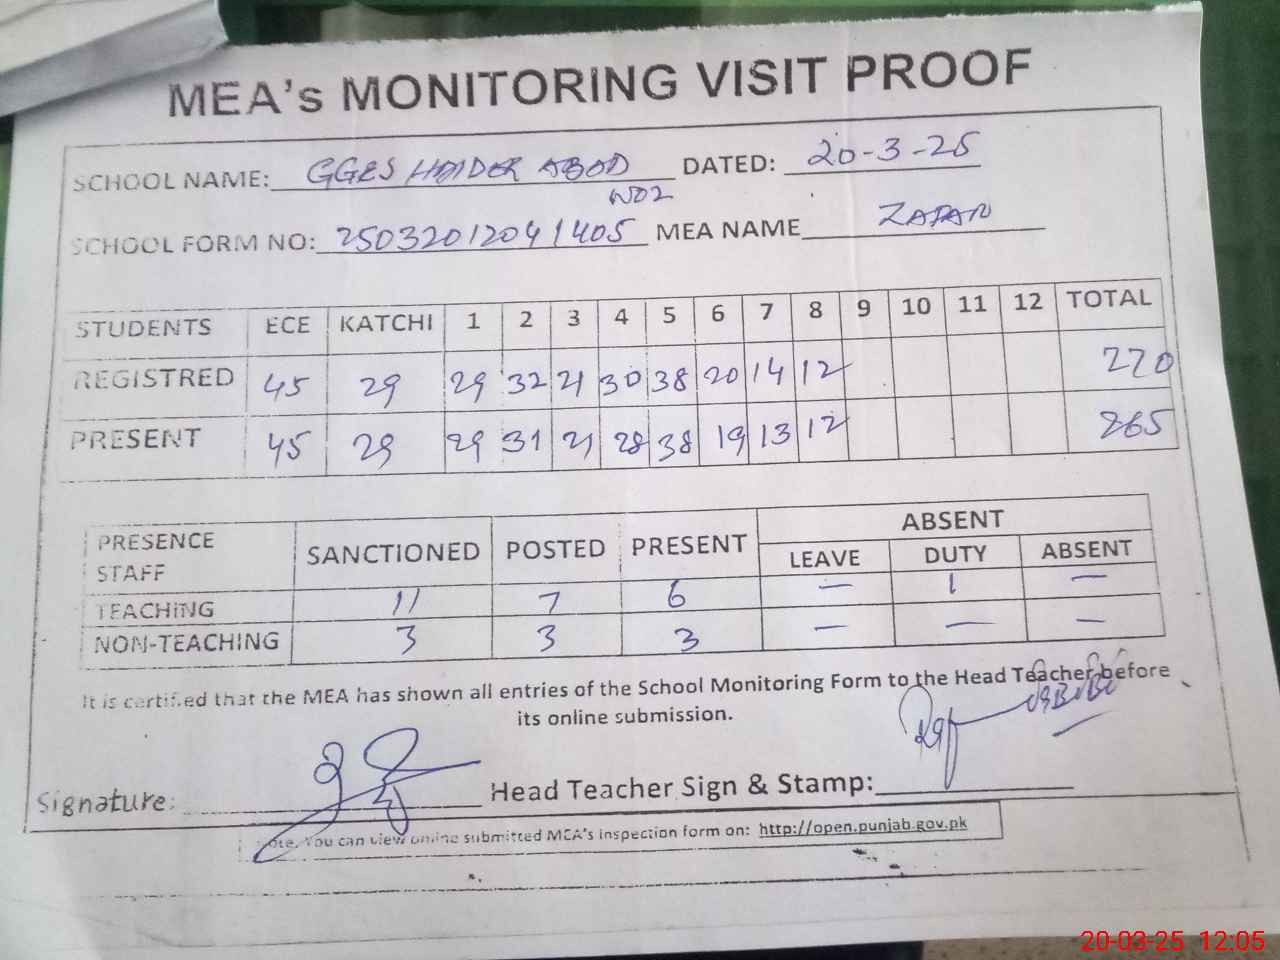 MEA's MONITORING VISIT PROOF
SCHOOL NAME: GGES HAIDER ABAD NO2 DATED: 20-3-25
SCHOOL FORM NO: 25032012041405 MEA NAME ZAFAR
STUDENTS ECE KATCHI 1 2 3 4 5 6 7 8 9 10 11 12 TOTAL
REGISTRED 45 29 29 32 21 30 38 20 14 12 270
PRESENT 45 29 29 31 21 28 38 19 13 12 265
PRESENCE STAFF SANCTIONED POSTED PRESENT ABSENT
LEAVE DUTY ABSENT
TEACHING 11 7 6 — 1 —
NON-TEACHING 3 3 3 — — —
It is certified that the MEA has shown all entries of the School Monitoring Form to the Head Teacher before
its online submission.
Signature: Head Teacher Sign & Stamp:
Note. You can view online submitted MEA's inspection form on: http://open.punjab.gov.pk
20-03-25 12:05